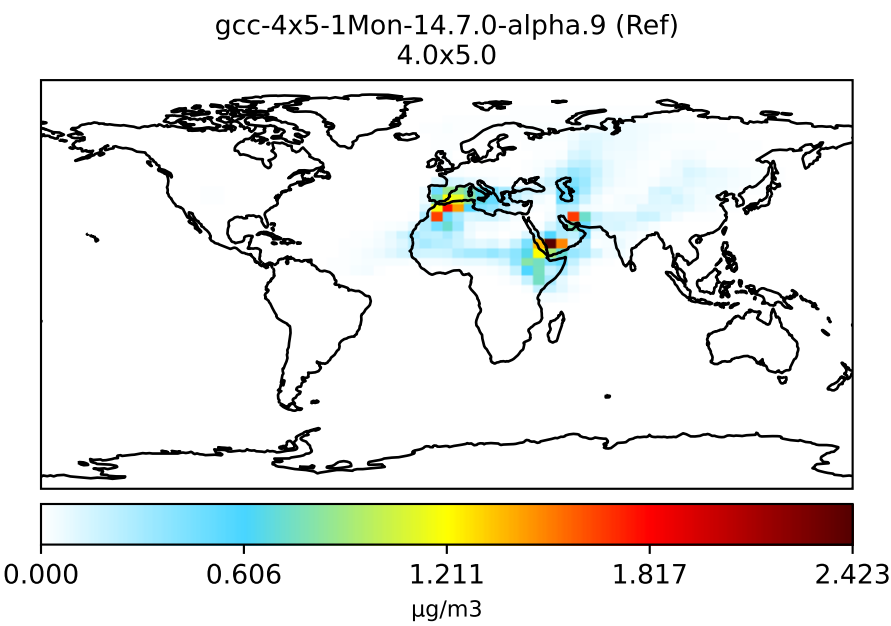 gcc-4x5-1Mon-14.7.0-alpha.9 (Ref)
4.0x5.0
0.000 0.606 1.211 1.817 2.423
μg/m3